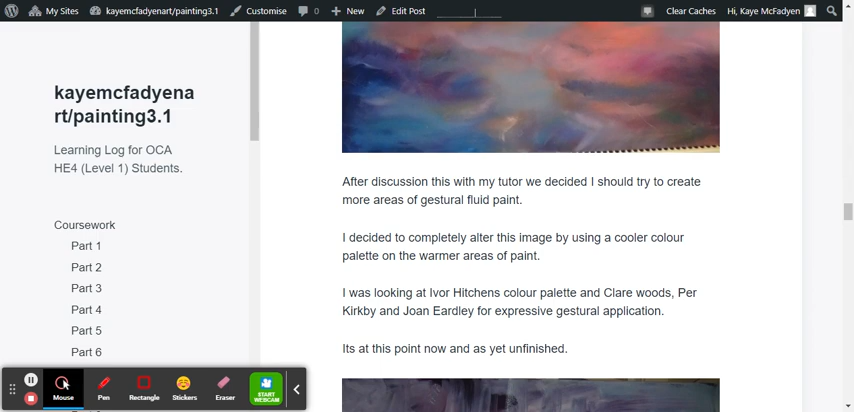 My Sites
kayemcfadyenart/painting3.1
Customise
0
New
Edit Post
Clear Caches
Hi, Kaye McFadyen
kayemcfadyena
rt/painting3.1
Learning Log for OCA
HE4 (Level 1) Students.
Coursework
Part 1
Part 2
Part 3
Part 4
Part 5
Part 6
After discussion this with my tutor we decided I should try to create
more areas of gestural fluid paint.
I decided to completely alter this image by using a cooler colour
palette on the warmer areas of paint.
I was looking at Ivor Hitchens colour palette and Clare woods, Per
Kirkby and Joan Eardley for expressive gestural application.
Its at this point now and as yet unfinished.
Mouse
Pen
Rectangle
Stickers
Eraser
START
WEBCAM